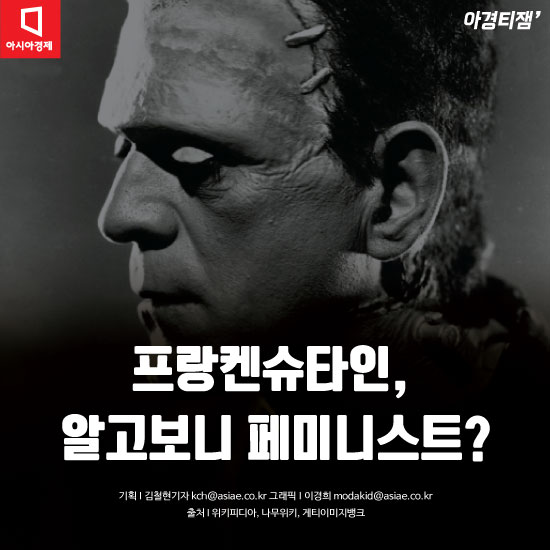 아시아경제
아경티잼'
프랑켄슈타인,
알고보니 페미니스트?
기획 I 김철현기자 kch@asiae.co.kr 그래픽 I 이경희 modakid@asiae.co.kr
출처 I 위키피디아, 나무위키, 게티이미지뱅크